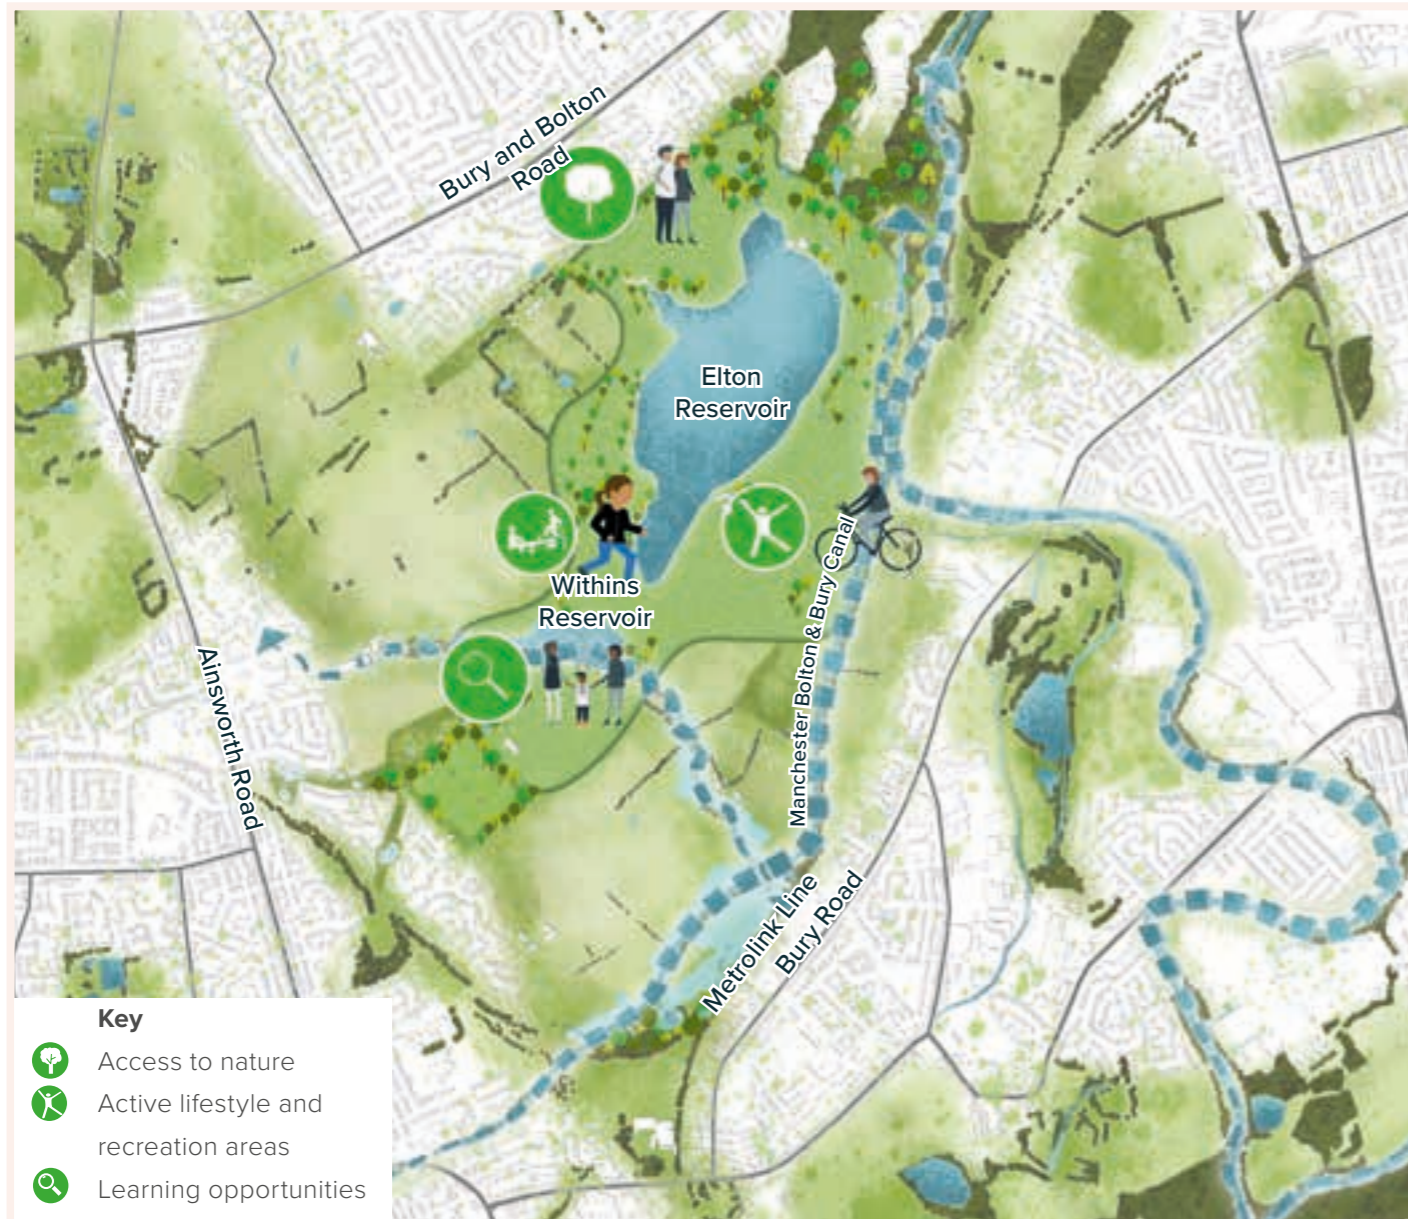 Bury and Bolton
Road
Elton
Reservoir
Withins
Reservoir
Manchester Bolton & Bury Canal
Ainsworth Road
Metrolink Line
Bury Road
Key
Access to nature
Active lifestyle and
recreation areas
Learning opportunities